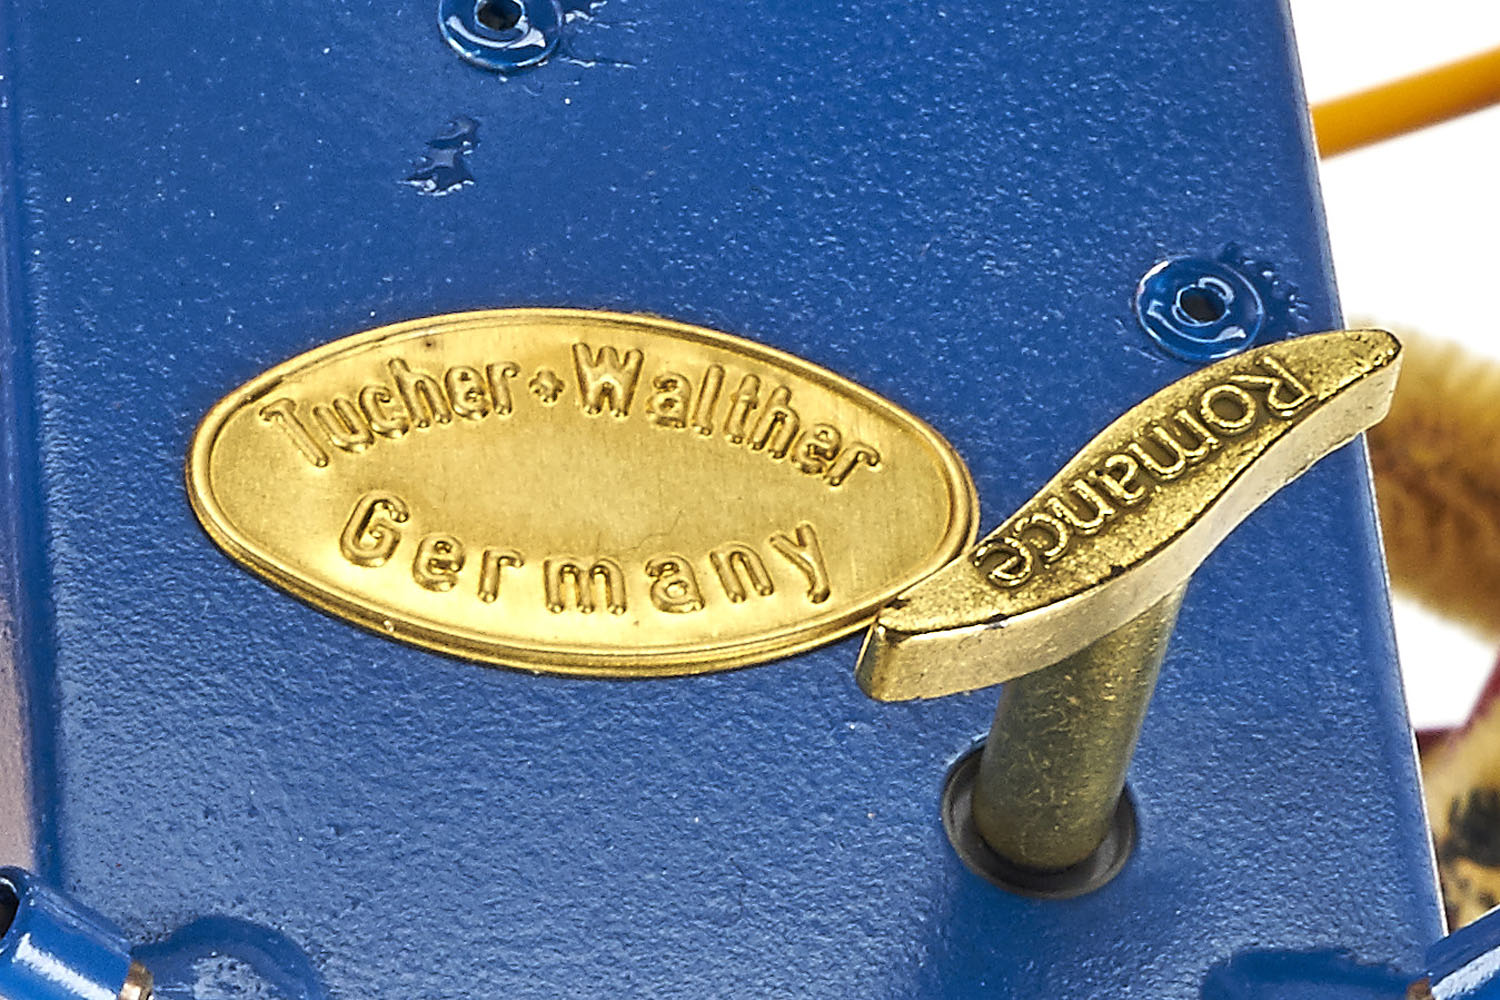 Tucher + Walther
Germany
Romance